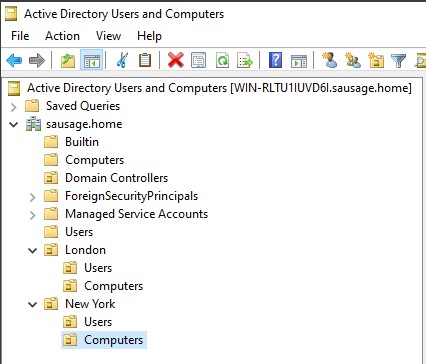 Active Directory Users and Computers
File Action View Help
Active Directory Users and Computers [WIN-RLTU1IUVD6I.sausage.home]
Saved Queries
sausage.home
Builtin
Computers
Domain Controllers
ForeignSecurityPrincipals
Managed Service Accounts
Users
London
Users
Computers
New York
Users
Computers